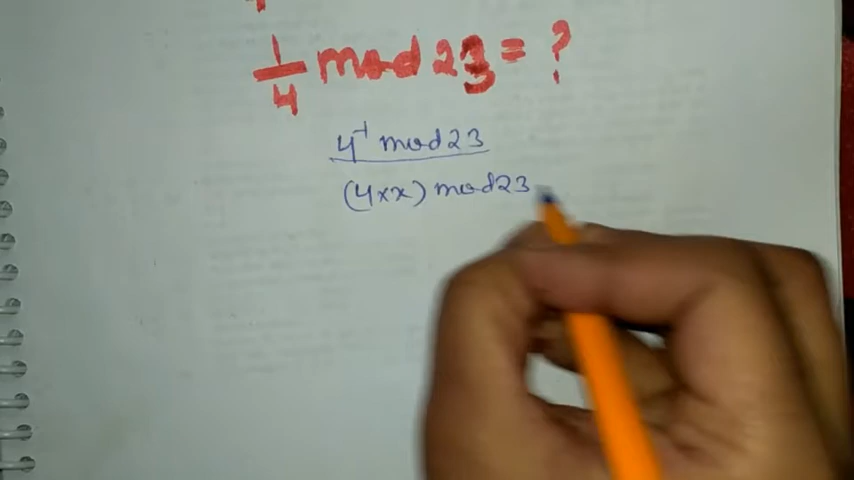 1/4 mod 23 = ?
4⁻¹ mod 23
(4×x) mod 23